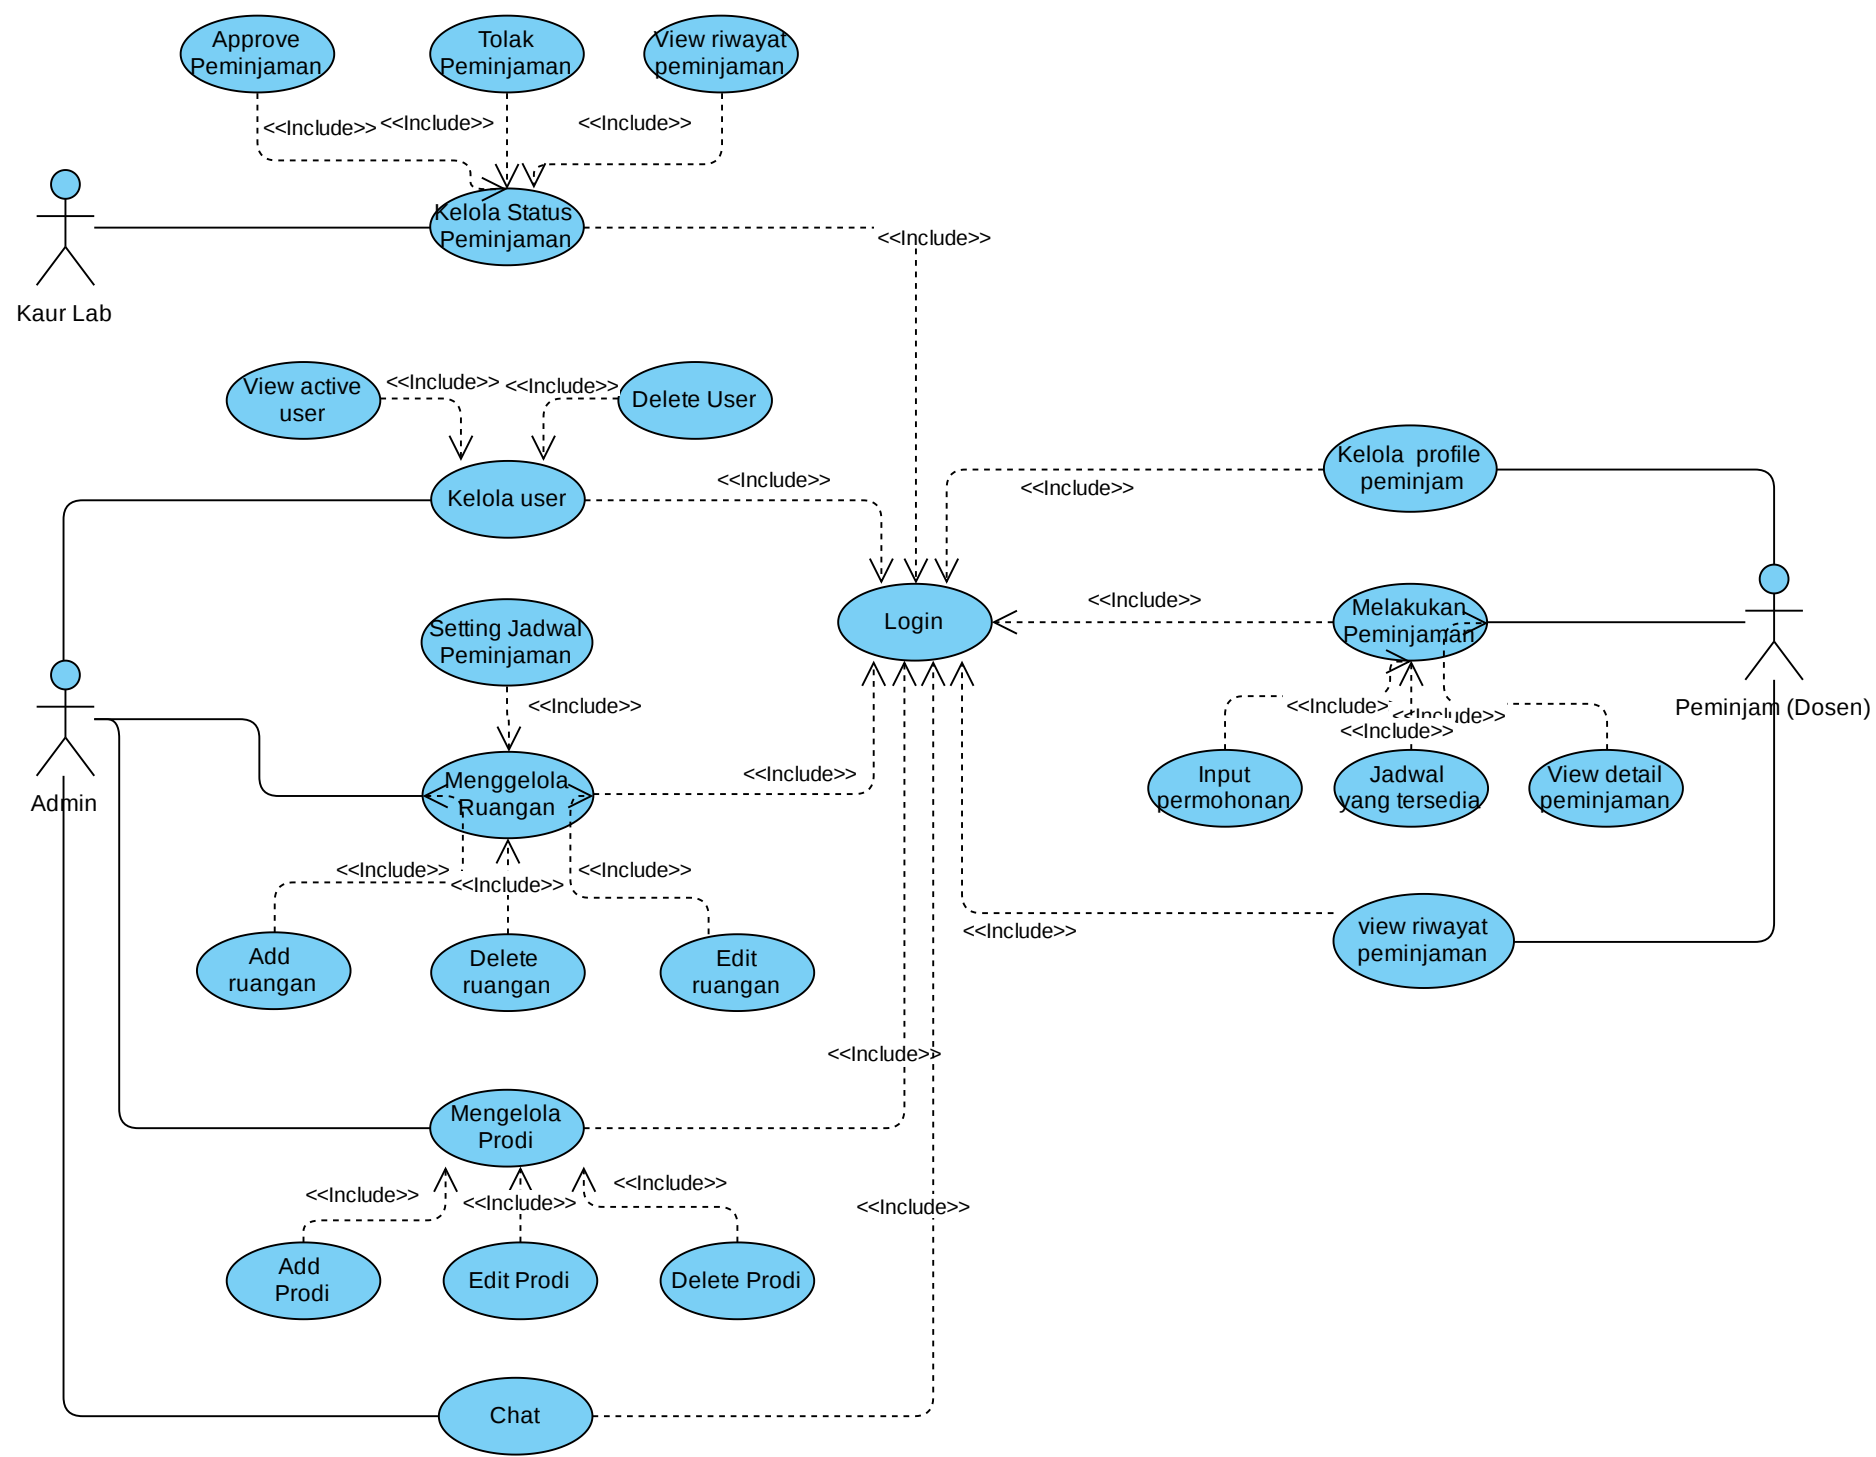 Approve
Peminjaman
Tolak
Peminjaman
View riwayat
peminjaman
<<Include>>
<<Include>>
<<Include>>
Kelola Status
Peminjaman
<<Include>>
Kaur Lab
View active
user
<<Include>>
<<Include>>
Delete User
Kelola user
<<Include>>
Kelola profile
peminjam
<<Include>>
Setting Jadwal
Peminjaman
<<Include>>
Login
<<Include>>
Melakukan
Peminjaman
Peminjam (Dosen)
<<Include>>
<<Include>>
<<Include>>
Input
permohonan
Jadwal
yang tersedia
View detail
peminjaman
Admin
Menggelola
Ruangan
<<Include>>
<<Include>>
<<Include>>
<<Include>>
Add
ruangan
Delete
ruangan
Edit
ruangan
<<Include>>
view riwayat
peminjaman
<<Include>>
Mengelola
Prodi
<<Include>>
<<Include>>
<<Include>>
<<Include>>
Add
Prodi
Edit Prodi
Delete Prodi
Chat